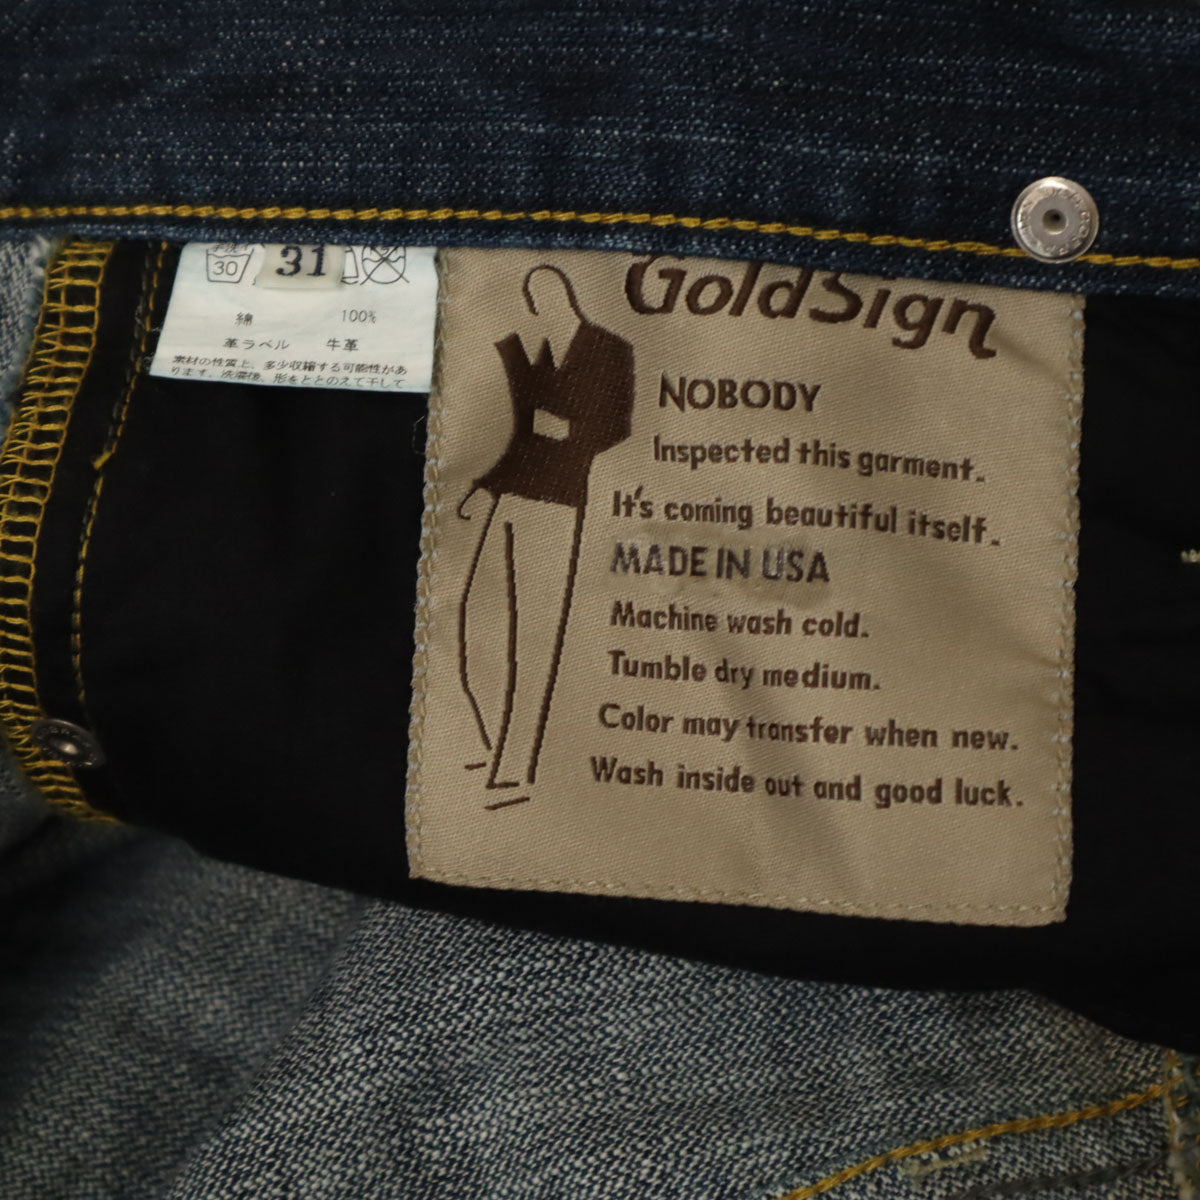 手洗イ
30
31
綿 100%
革ラベル 牛革
素材の性質上、多少収縮する可能性があ
ります。洗濯後、形をととのえて干して
GoldSign
NOBODY
Inspected this garment.
It's coming beautiful itself.
MADE IN USA
Machine wash cold.
Tumble dry medium.
Color may transfer when new.
Wash inside out and good luck.